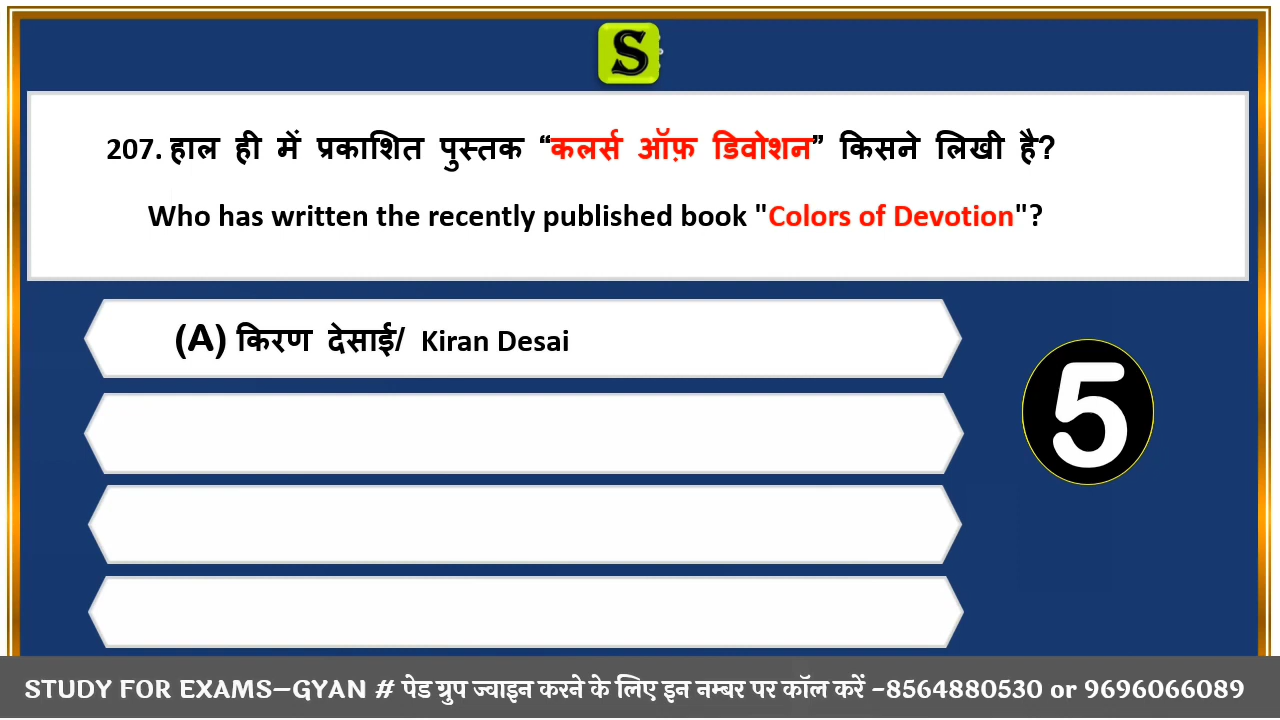 S
207. हाल ही में प्रकाशित पुस्तक “कलर्स ऑफ़ डिवोशन” किसने लिखी है?
Who has written the recently published book "Colors of Devotion"?
(A) किरण देसाई/ Kiran Desai
5
STUDY FOR EXAMS–GYAN # पेड ग्रुप ज्वाइन करने के लिए इन नम्बर पर कॉल करें -8564880530 or 9696066089